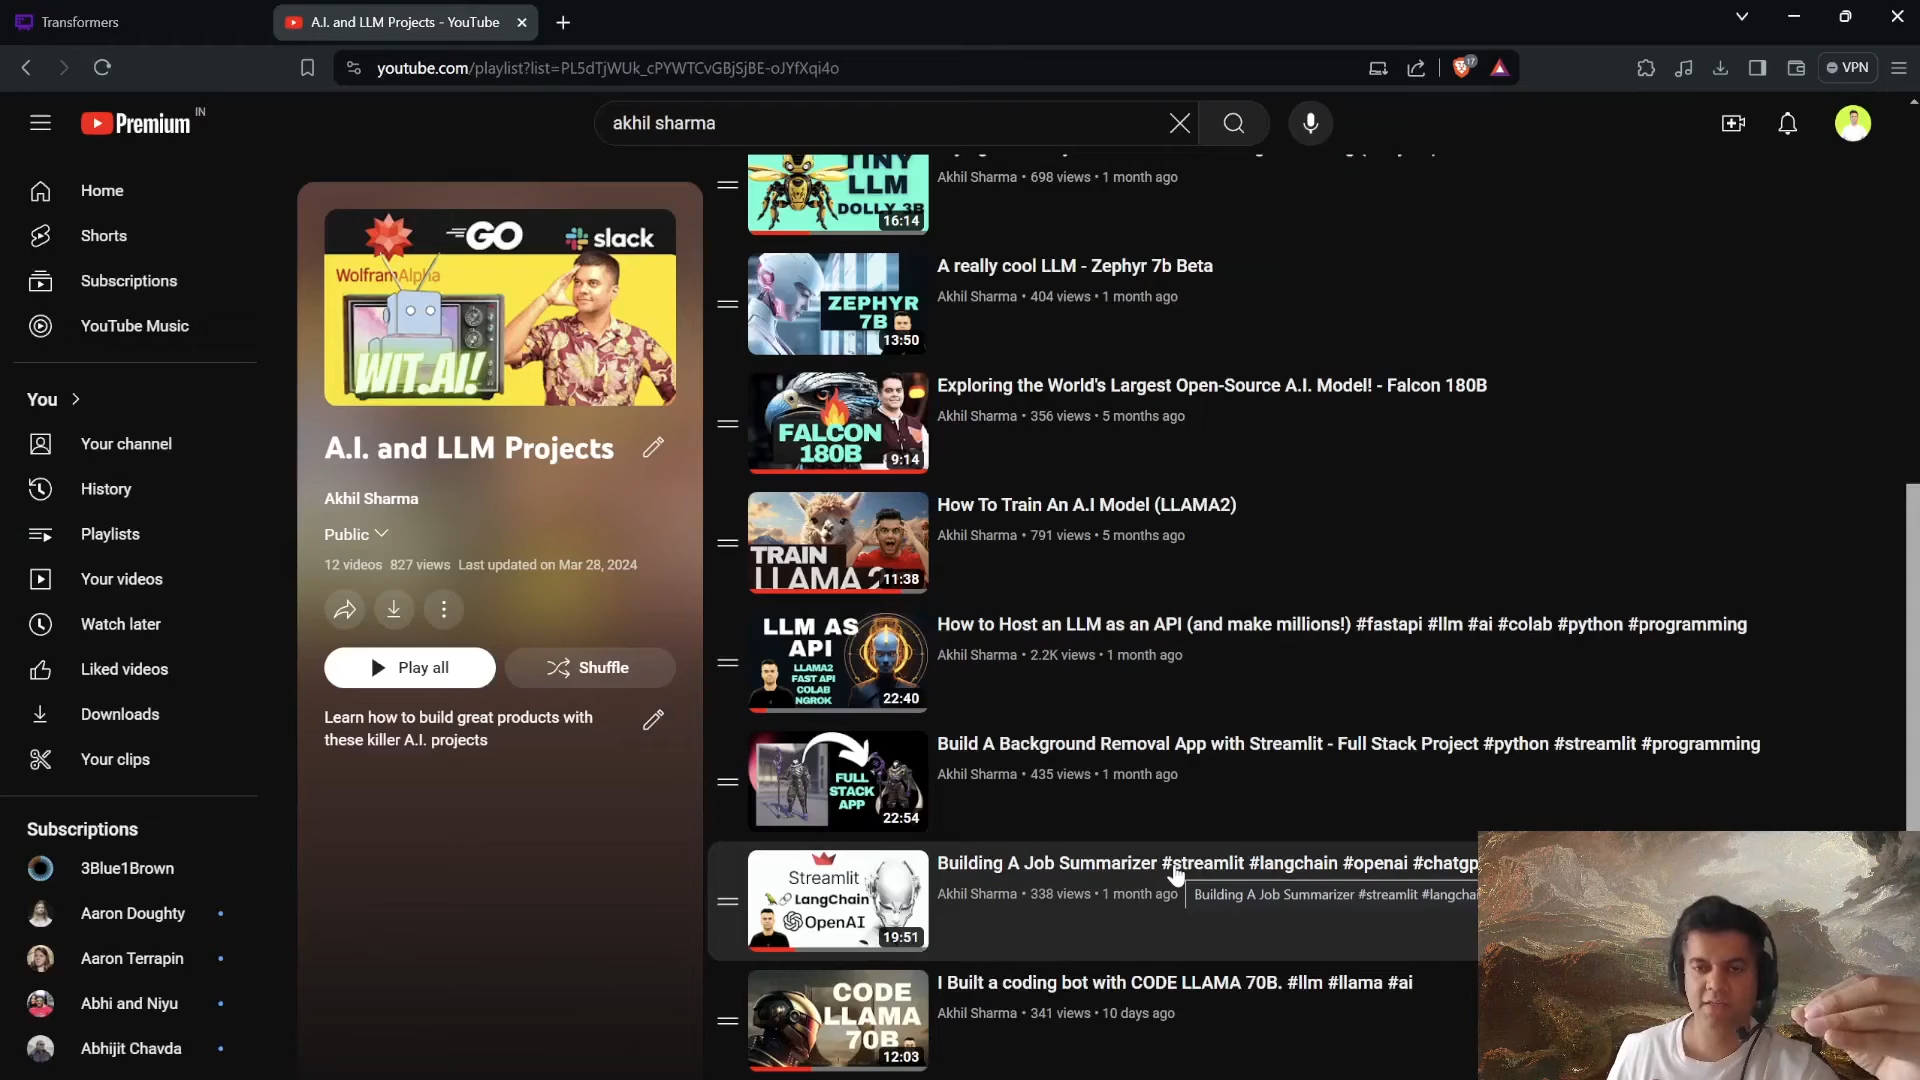 Transformers
A.I. and LLM Projects - YouTube
youtube.com/playlist?list=PL5dTjWUk_cPYWTCvGBjSjBE-oJYfXqi4o
17
VPN
Premium
IN
akhil sharma
Home
Shorts
Subscriptions
YouTube Music
You
Your channel
History
Playlists
Your videos
Watch later
Liked videos
Downloads
Your clips
Subscriptions
3Blue1Brown
Aaron Doughty
Aaron Terrapin
Abhi and Niyu
Abhijit Chavda
GO
slack
WolframAlpha
WIT.AI!
A.I. and LLM Projects
Akhil Sharma
Public
12 videos 827 views Last updated on Mar 28, 2024
Play all
Shuffle
Learn how to build great products with
these killer A.I. projects
TINY
LLM
DOLLY 3B
16:14
Akhil Sharma • 698 views • 1 month ago
ZEPHYR
7B
13:50
A really cool LLM - Zephyr 7b Beta
Akhil Sharma • 404 views • 1 month ago
FALCON
180B
9:14
Exploring the World's Largest Open-Source A.I. Model! - Falcon 180B
Akhil Sharma • 356 views • 5 months ago
TRAIN
LLAMA 2
11:38
How To Train An A.I Model (LLAMA2)
Akhil Sharma • 791 views • 5 months ago
LLM AS
API
LLAMA2
FAST API
COLAB
NGROK
22:40
How to Host an LLM as an API (and make millions!) #fastapi #llm #ai #colab #python #programming
Akhil Sharma • 2.2K views • 1 month ago
FULL
STACK
APP
22:54
Build A Background Removal App with Streamlit - Full Stack Project #python #streamlit #programming
Akhil Sharma • 435 views • 1 month ago
Streamlit
LangChain
OpenAI
19:51
Building A Job Summarizer #streamlit #langchain #openai #chatgp
Akhil Sharma • 338 views • 1 month ago
Building A Job Summarizer #streamlit #langchai
CODE
LLAMA
70B
12:03
I Built a coding bot with CODE LLAMA 70B. #llm #llama #ai
Akhil Sharma • 341 views • 10 days ago